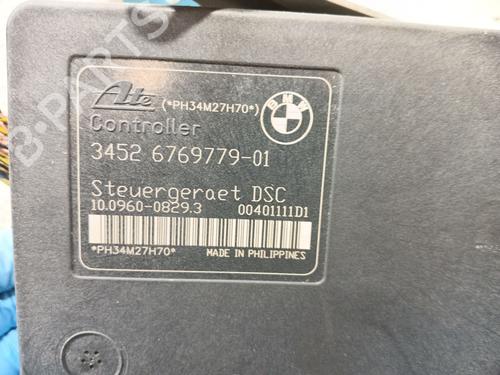 Ate (*PH34M27H70*)
BMW
Controller
3452 6769779-01
Steuergeraet DSC
10.0960-0829.3 00401111D1
*PH34M27H70*
MADE IN PHILIPPINES
B-PARTS